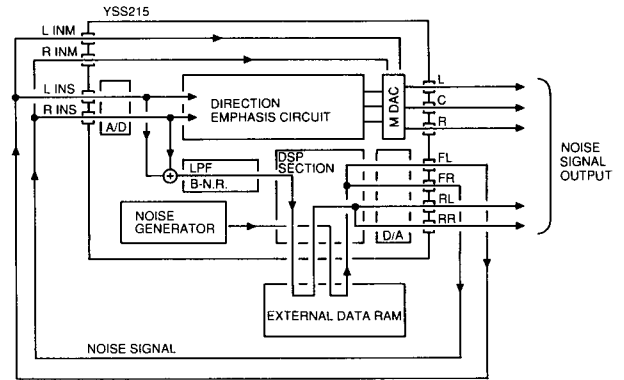 YSS215
L INM
R INM
L INS
R INS
A/D
DIRECTION
EMPHASIS CIRCUIT
M DAC
L
C
R
LPF
B-N.R.
DSP
SECTION
FL
FR
RL
RR
D/A
NOISE
SIGNAL
OUTPUT
NOISE
GENERATOR
EXTERNAL DATA RAM
NOISE SIGNAL